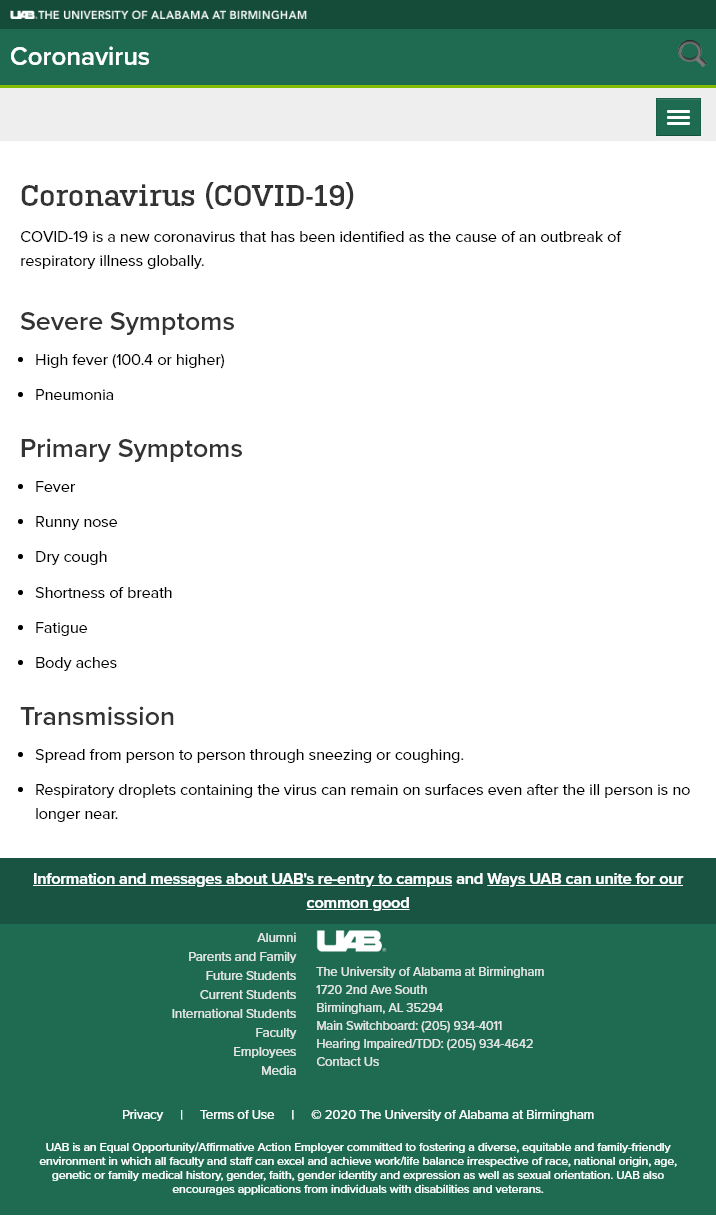 UAB THE UNIVERSITY OF ALABAMA AT BIRMINGHAM
Coronavirus
Coronavirus (COVID-19)
COVID-19 is a new coronavirus that has been identified as the cause of an outbreak of
respiratory illness globally.
Severe Symptoms
• High fever (100.4 or higher)
• Pneumonia
Primary Symptoms
• Fever
• Runny nose
• Dry cough
• Shortness of breath
• Fatigue
• Body aches
Transmission
• Spread from person to person through sneezing or coughing.
• Respiratory droplets containing the virus can remain on surfaces even after the ill person is no
longer near.
Information and messages about UAB's re-entry to campus and Ways UAB can unite for our
common good
Alumni
Parents and Family
Future Students
Current Students
International Students
Faculty
Employees
Media
UAB
The University of Alabama at Birmingham
1720 2nd Ave South
Birmingham, AL 35294
Main Switchboard: (205) 934-4011
Hearing Impaired/TDD: (205) 934-4642
Contact Us
Privacy | Terms of Use | © 2020 The University of Alabama at Birmingham
UAB is an Equal Opportunity/Affirmative Action Employer committed to fostering a diverse, equitable and family-friendly
environment in which all faculty and staff can excel and achieve work/life balance irrespective of race, national origin, age,
genetic or family medical history, gender, faith, gender identity and expression as well as sexual orientation. UAB also
encourages applications from individuals with disabilities and veterans.